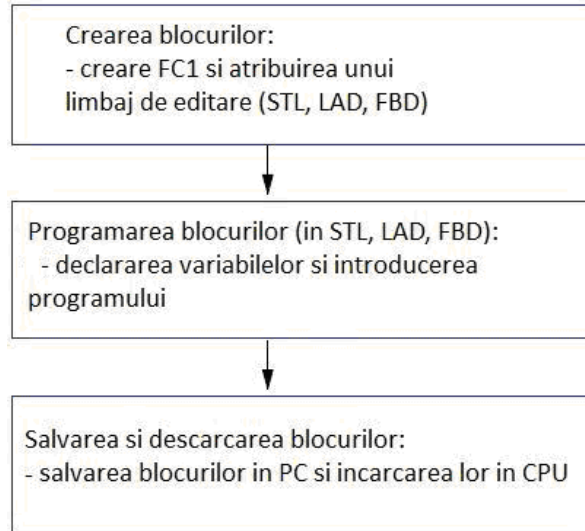 Crearea blocurilor:
- creare FC1 si atribuirea unui
limbaj de editare (STL, LAD, FBD)
Programarea blocurilor (in STL, LAD, FBD):
- declararea variabilelor si introducerea
programului
Salvarea si descarcarea blocurilor:
- salvarea blocurilor in PC si incarcarea lor in CPU